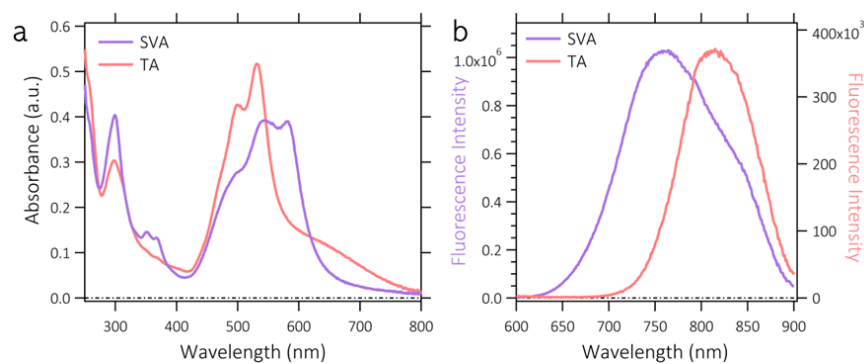 a
SVA
TA
Absorbance (a.u.)
0.6
0.5
0.4
0.3
0.2
0.1
0.0
300 400 500 600 700 800
Wavelength (nm)
b
SVA
TA
Fluorescence Intensity
1.0x10⁶
0.8
0.6
0.4
0.2
0.0
600 650 700 750 800 850 900
Wavelength (nm)
400x10³
300
200
100
0
Fluorescence Intensity